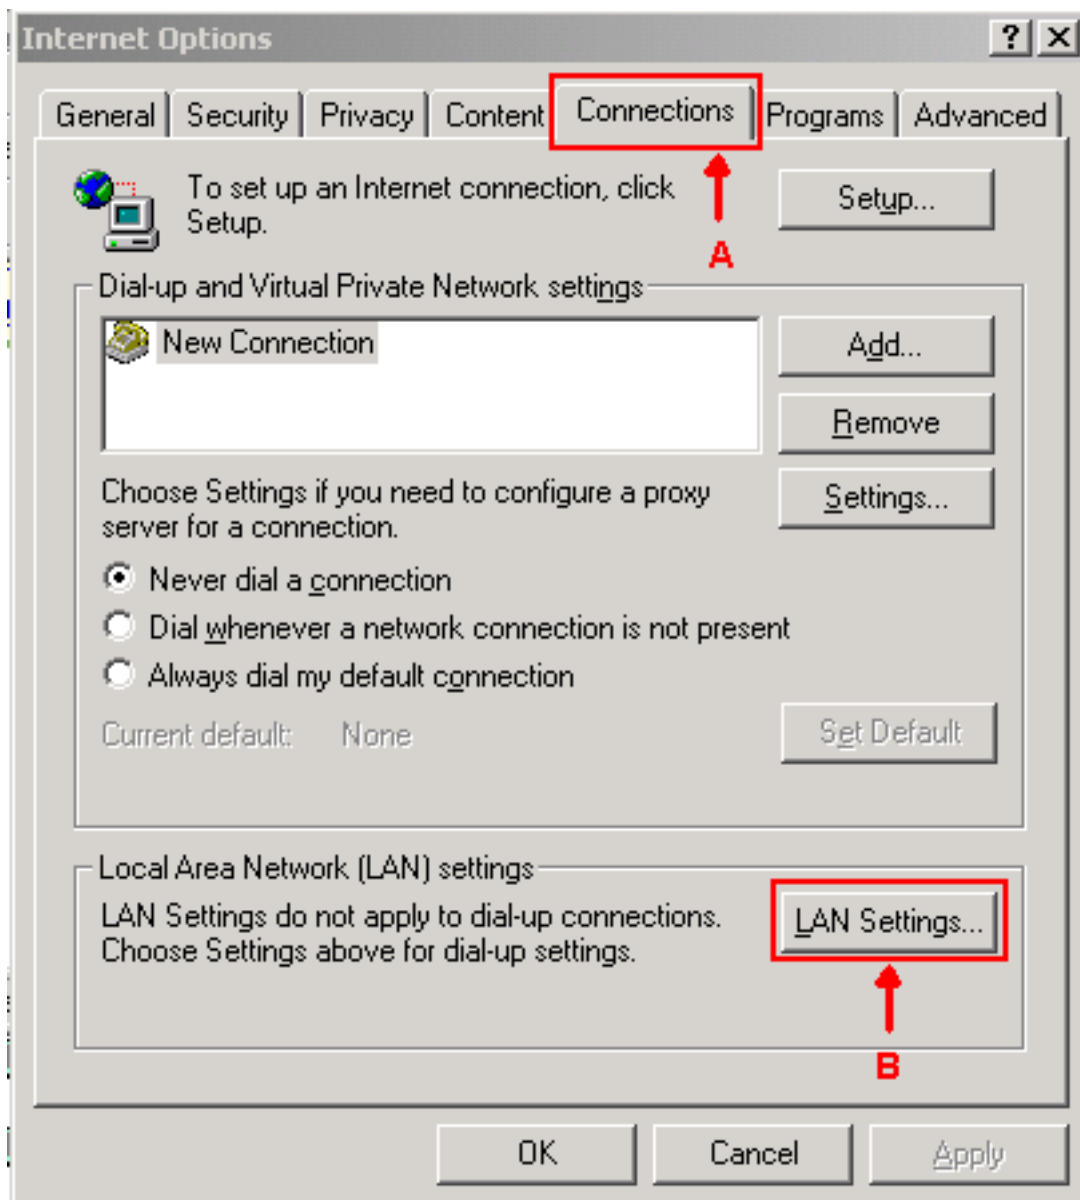 Internet Options
?
General Security Privacy Content Connections Programs Advanced
To set up an Internet connection, click
Setup.
Setup...
A
Dial-up and Virtual Private Network settings
New Connection
Add...
Remove
Choose Settings if you need to configure a proxy
server for a connection.
Settings...
Never dial a connection
Dial whenever a network connection is not present
Always dial my default connection
Current default: None
Set Default
Local Area Network (LAN) settings
LAN Settings do not apply to dial-up connections.
Choose Settings above for dial-up settings.
LAN Settings...
B
OK Cancel Apply